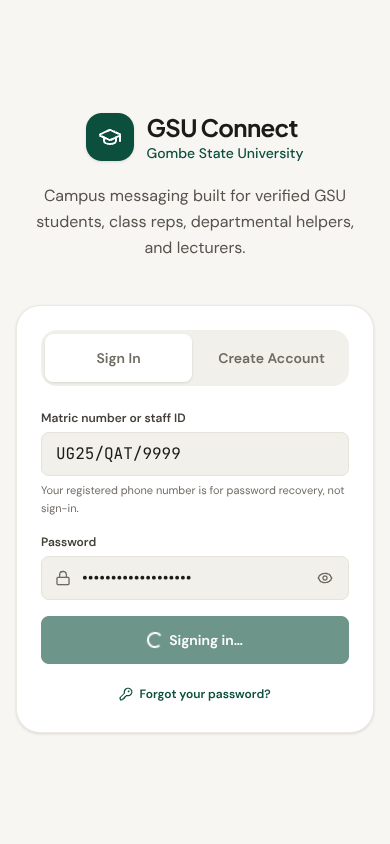 GSU Connect
Gombe State University
Campus messaging built for verified GSU
students, class reps, departmental helpers,
and lecturers.
Sign In
Create Account
Matric number or staff ID
UG25/QAT/9999
Your registered phone number is for password recovery, not
sign-in.
Password
•••••••••••••••••••
Signing in…
Forgot your password?